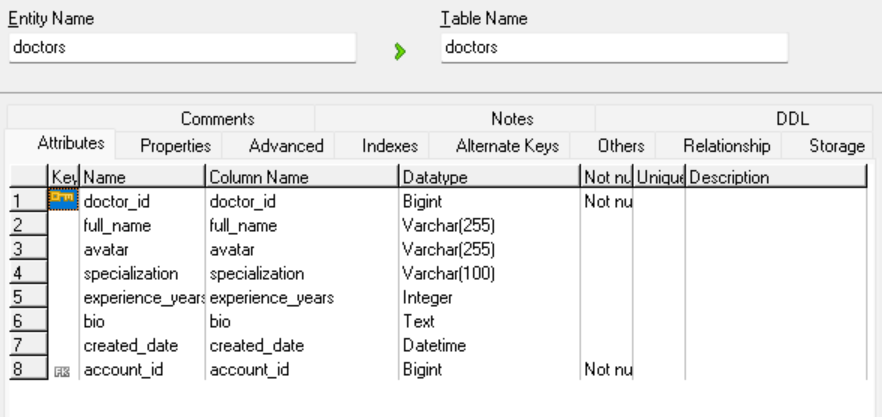 Entity Name Table Name
doctors doctors
Comments Notes DDL
Attributes Properties Advanced Indexes Alternate Keys Others Relationship Storage
Key Name Column Name Datatype Not nu Unique Description
1 doctor_id doctor_id Bigint Not nu
2 full_name full_name Varchar(255)
3 avatar avatar Varchar(255)
4 specialization specialization Varchar(100)
5 experience_years experience_years Integer
6 bio bio Text
7 created_date created_date Datetime
8 FK account_id account_id Bigint Not nu